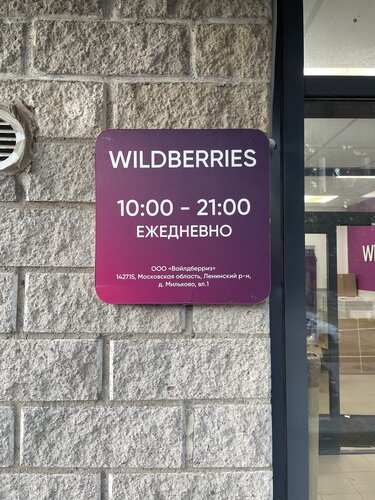 WILDBERRIES
10:00 - 21:00
ЕЖЕДНЕВНО
ООО «Вайлдберриз»
142715, Московская область, Ленинский р-н,
д. Мильково, вл.1